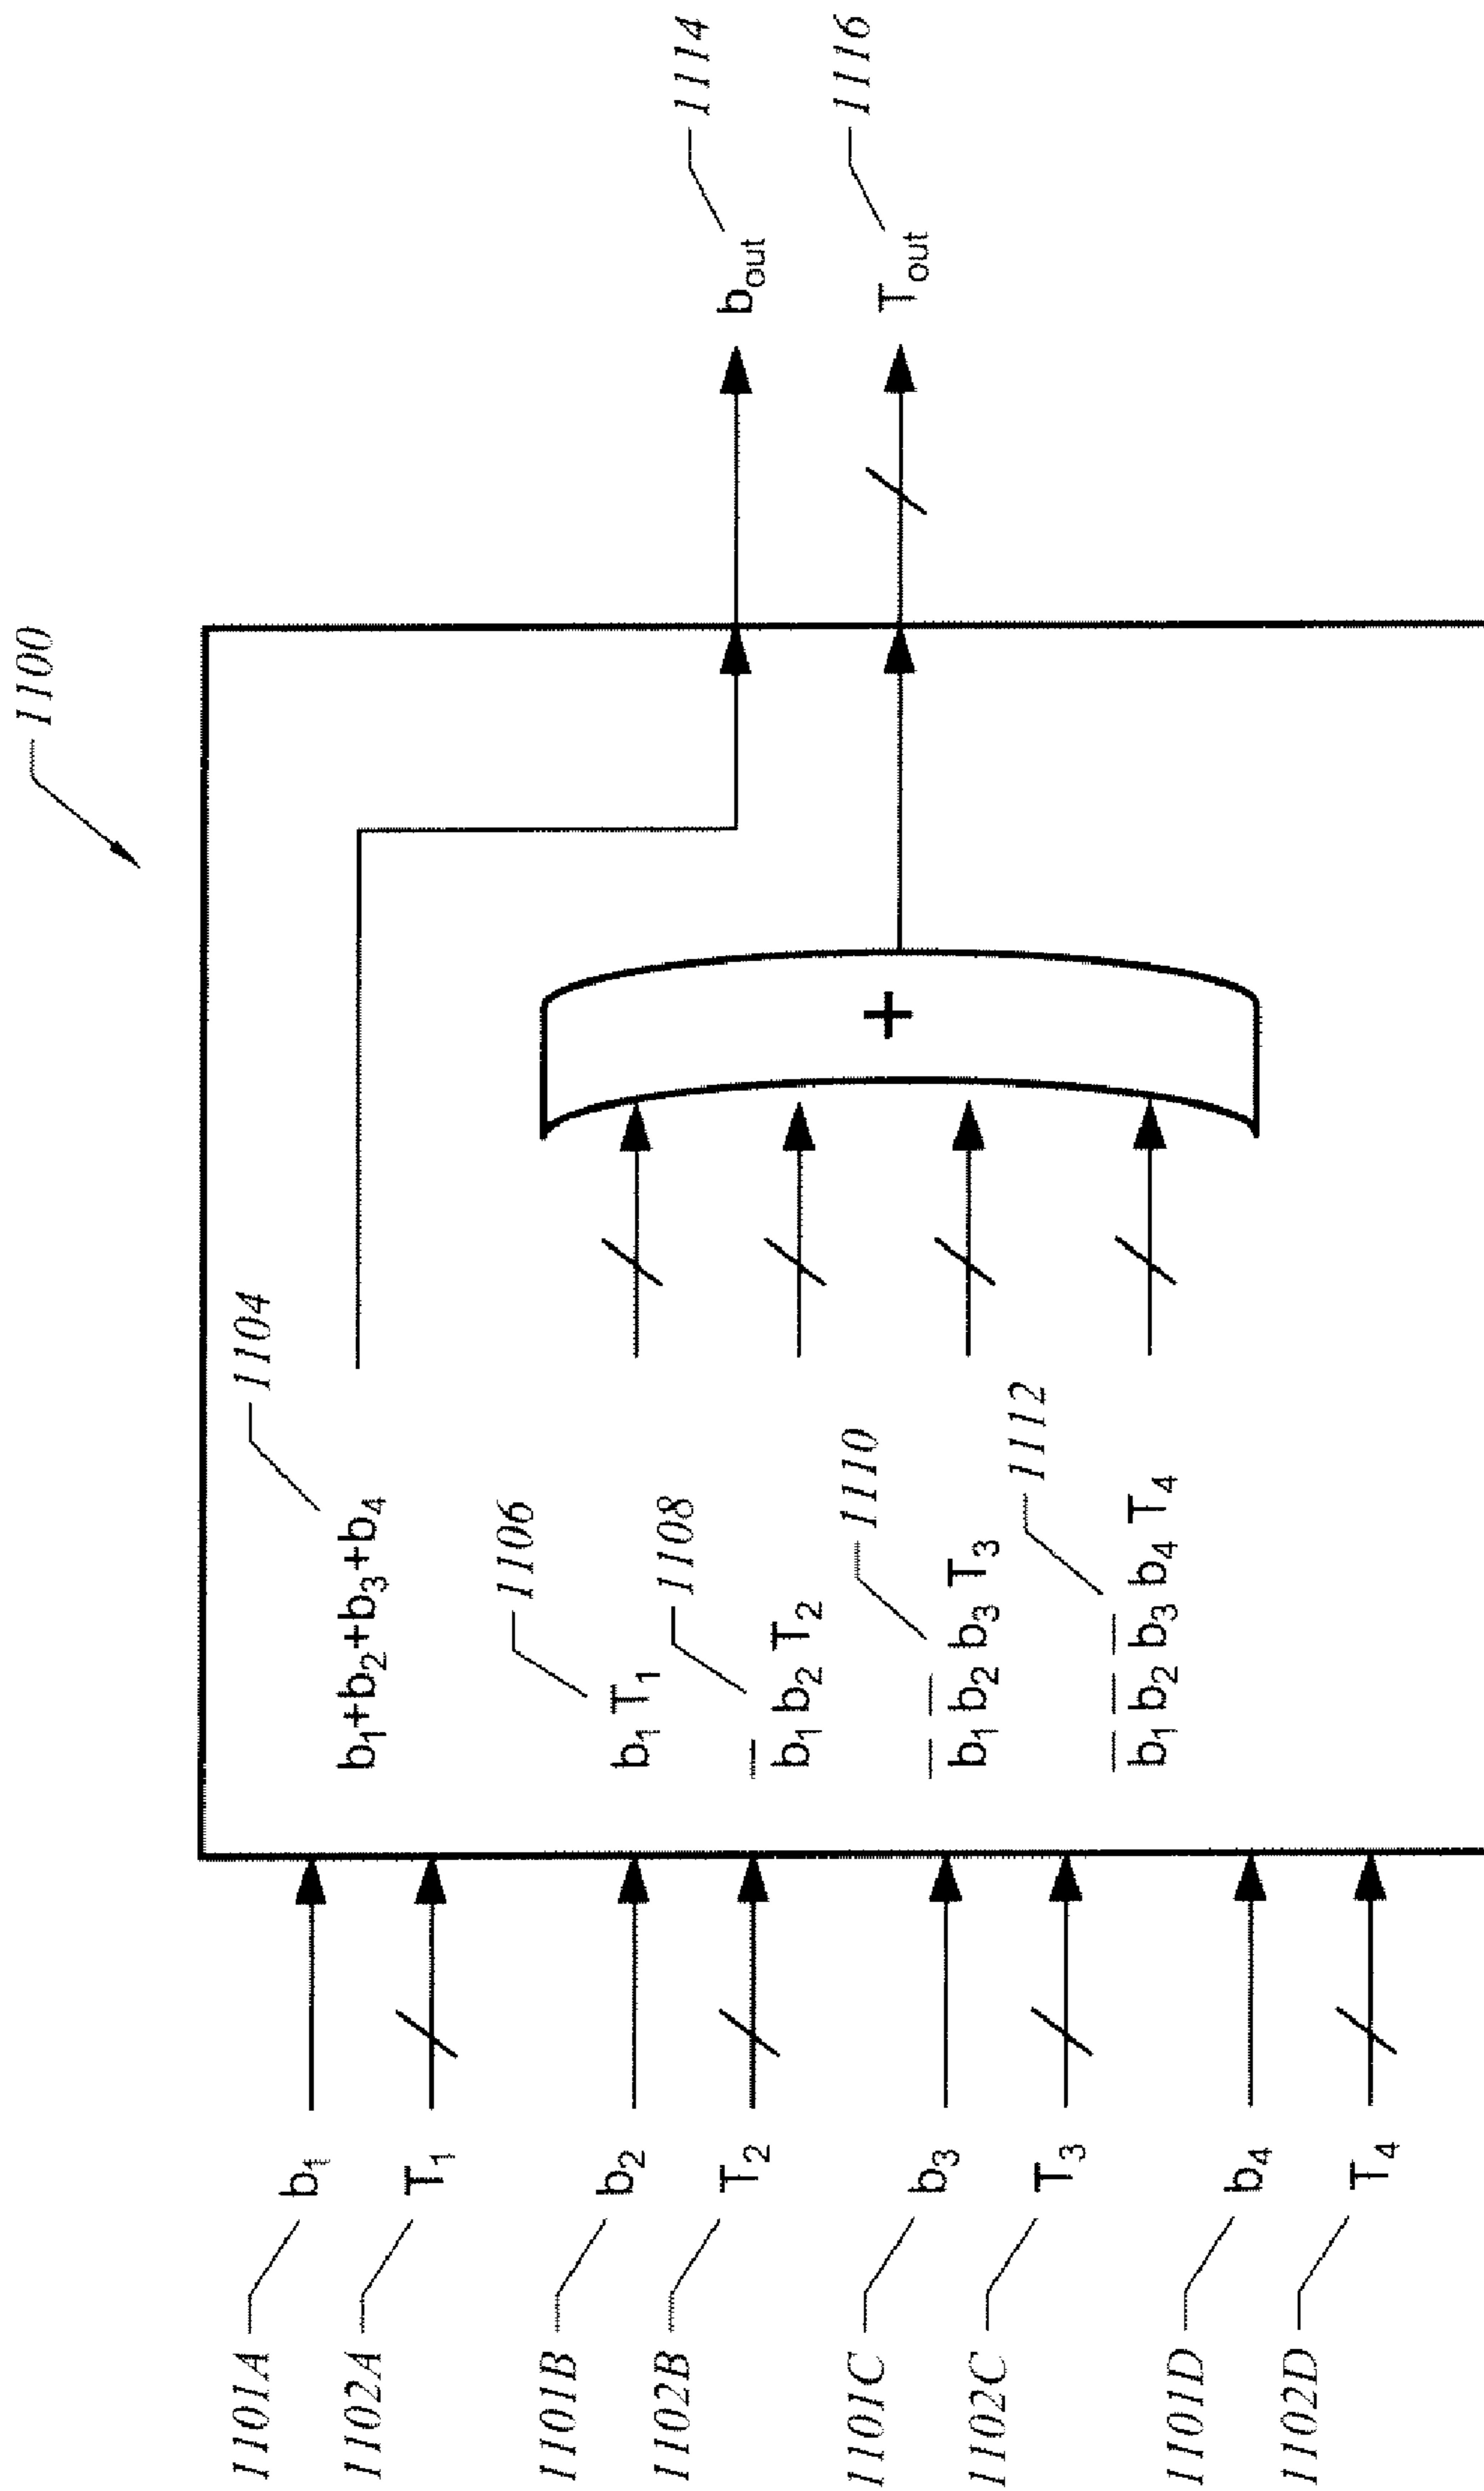 1100
1101A
b₁
1102A
T₁
1101B
b₂
1102B
T₂
1101C
b₃
1102C
T₃
1101D
b₄
1102D
T₄
1104
b₁+b₂+b₃+b₄
1106
b₁ T₁
1108
b̅₁ b₂ T₂
1110
b̅₁ b̅₂ b₃ T₃
1112
b̅₁ b̅₂ b̅₃ b₄ T₄
+
1114
b_out
1116
T_out